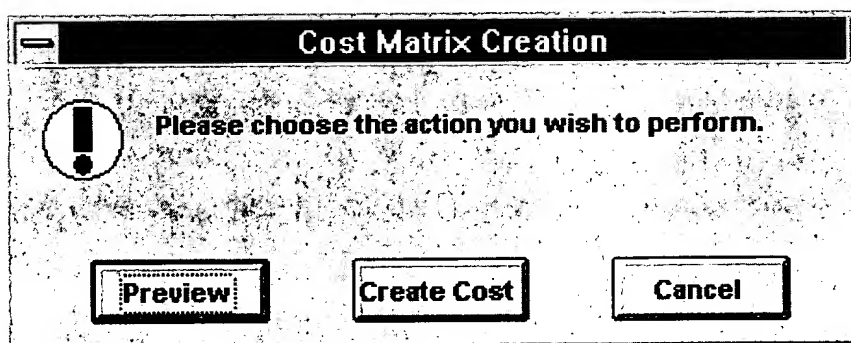 Cost Matrix Creation
Please choose the action you wish to perform.
Preview
Create Cost
Cancel